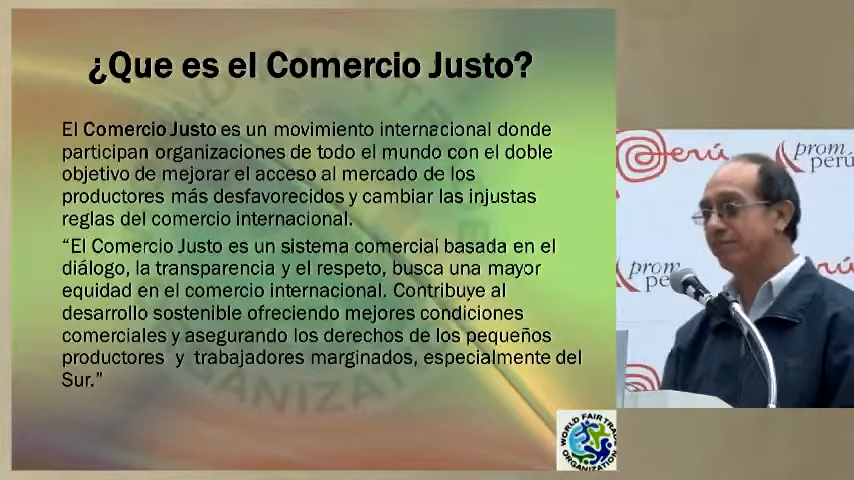 ¿Que es el Comercio Justo?
El Comercio Justo es un movimiento internacional donde
participan organizaciones de todo el mundo con el doble
objetivo de mejorar el acceso al mercado de los
productores más desfavorecidos y cambiar las injustas
reglas del comercio internacional.
“El Comercio Justo es un sistema comercial basada en el
diálogo, la transparencia y el respeto, busca una mayor
equidad en el comercio internacional. Contribuye al
desarrollo sostenible ofreciendo mejores condiciones
comerciales y asegurando los derechos de los pequeños
productores y trabajadores marginados, especialmente del
Sur.”
WORLD FAIR TRADE
ORGANIZATION
Perú
prom
perú
prom
pe
rú